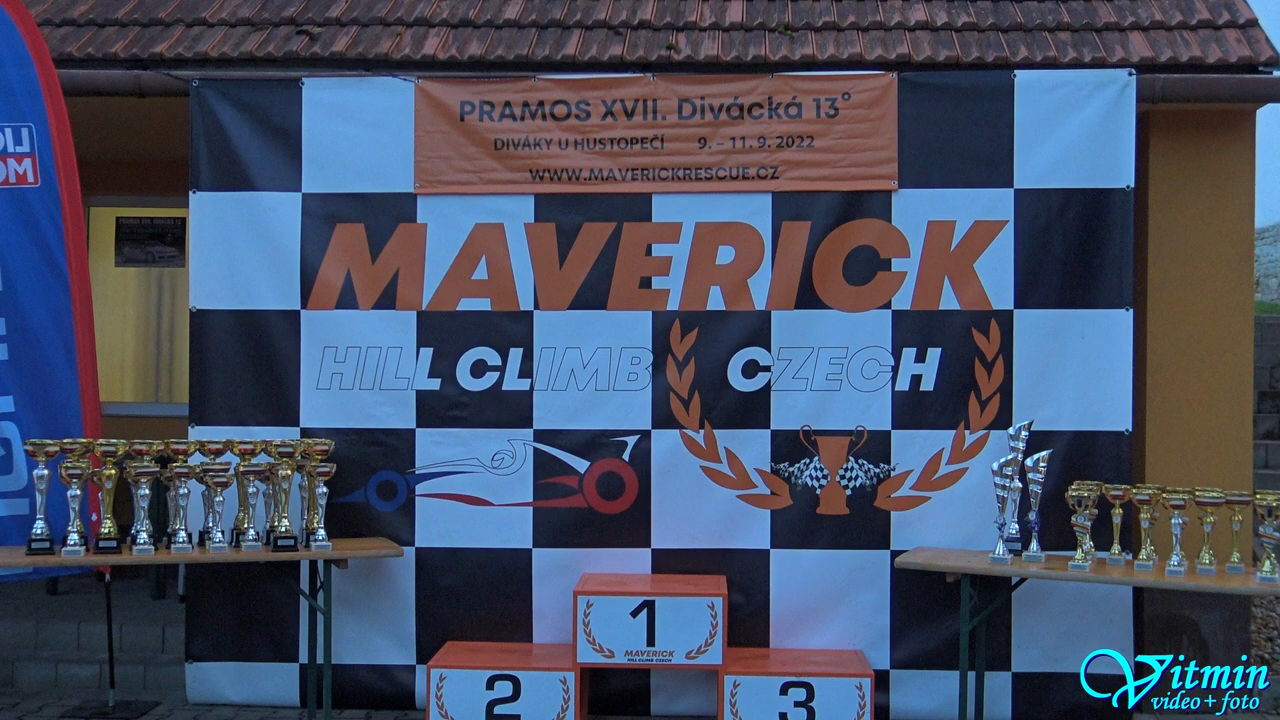 PRAMOS XVII. Divácká 13°
DIVÁKY U HUSTOPEČÍ 9. – 11. 9. 2022
WWW.MAVERICKRESCUE.CZ
MAVERICK
HILL CLIMB CZECH
1
MAVERICK
HILL CLIMB CZECH
2
3
Vitmin
video+foto